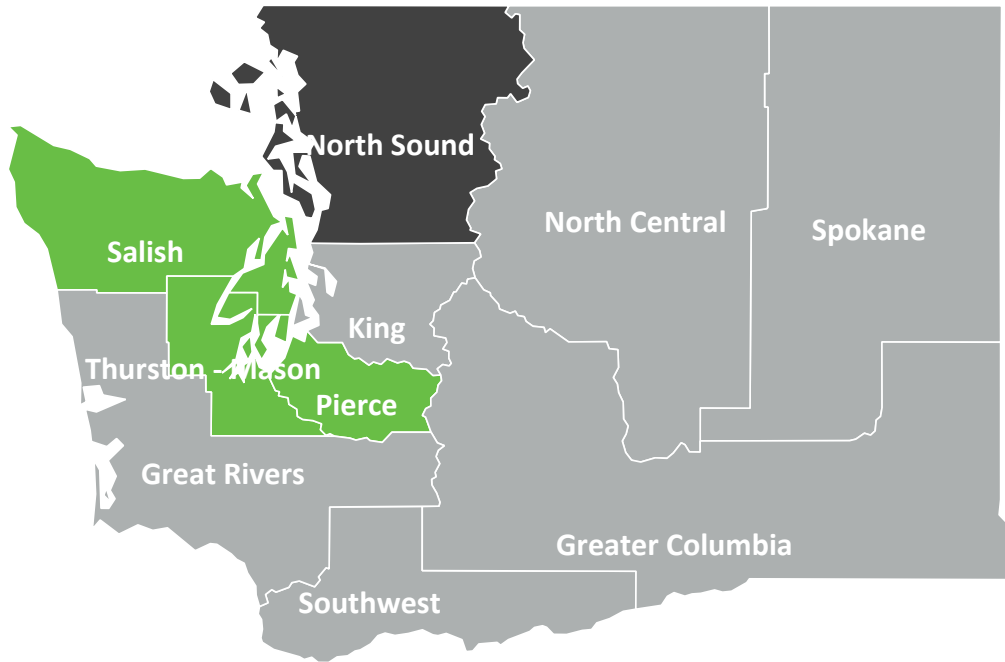 North Sound
North Central
Spokane
Salish
King
Thurston - Mason
Pierce
Great Rivers
Greater Columbia
Southwest